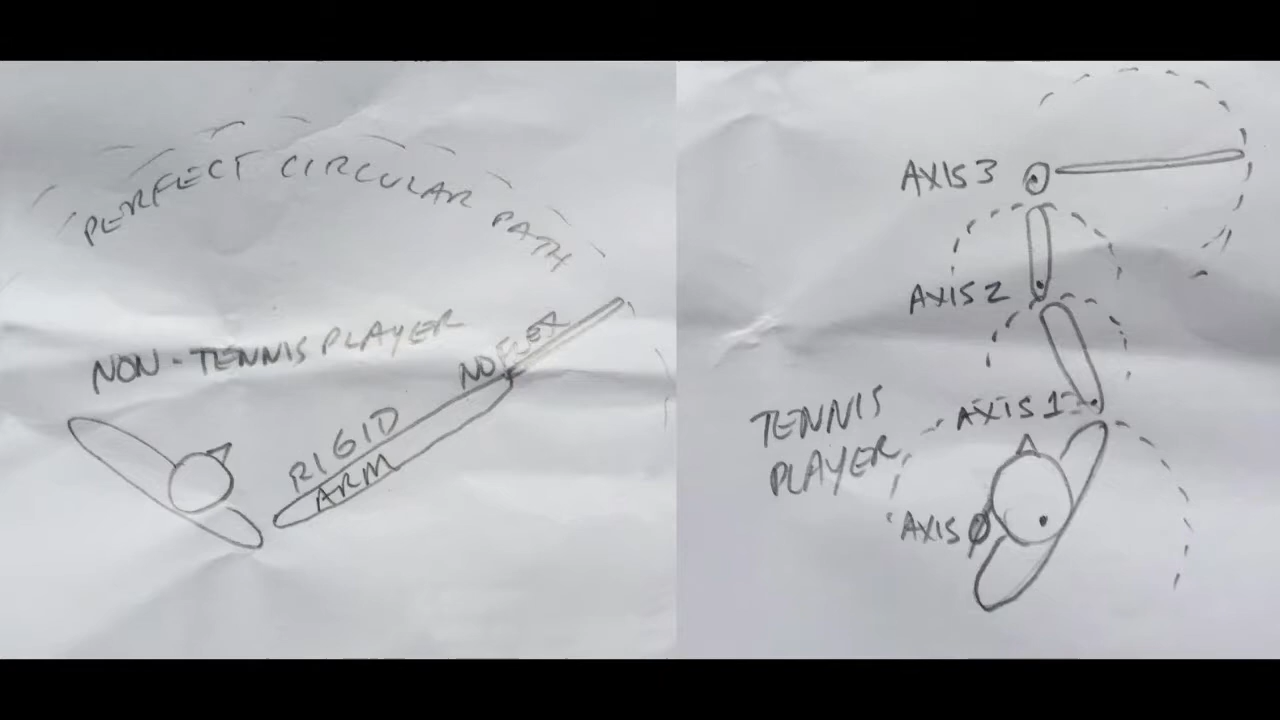 PERFECT CIRCULAR PATH
NON-TENNIS PLAYER
NO FLEX
RIGID
ARM
AXIS 3
AXIS 2
AXIS 1
TENNIS
PLAYER
AXIS 0